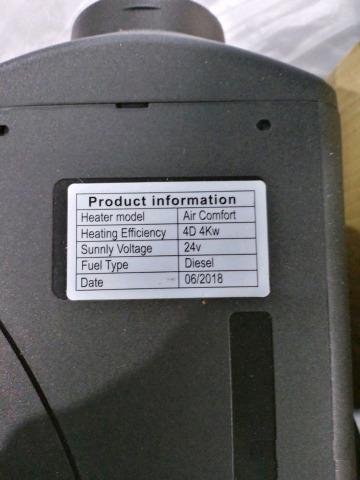 Product information
Heater model Air Comfort
Heating Efficiency 4D 4Kw
Sunnly Voltage 24v
Fuel Type Diesel
Date 06/2018